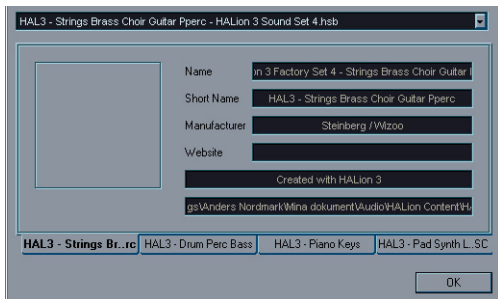 HAL3 - Strings Brass Choir Guitar Pperc - HALion 3 Sound Set 4.hsb
Name
on 3 Factory Set 4 - Strings Brass Choir Guitar
Short Name
HAL3 - Strings Brass Choir Guitar Pperc
Manufacturer
Steinberg / Wizoo
Website
Created with HALion 3
gs\Anders Nordmark\Mina dokument\Audio\HALion Content\H
HAL3 - Strings Br..rc
HAL3 - Drum Perc Bass
HAL3 - Piano Keys
HAL3 - Pad Synth L..SC
OK